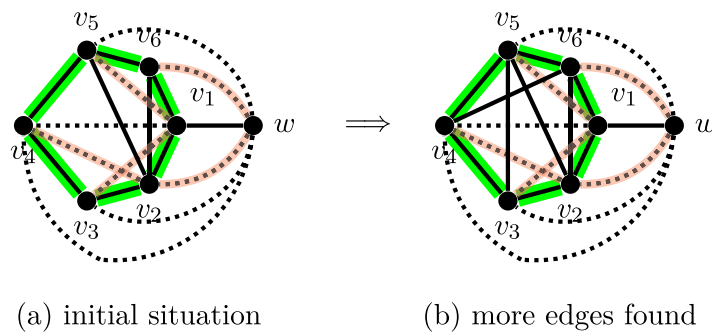 v5 v5
v6 v6
v1 v1
w ⟹ w
v4 v4
v2 v2
v3 v3
(a) initial situation (b) more edges found